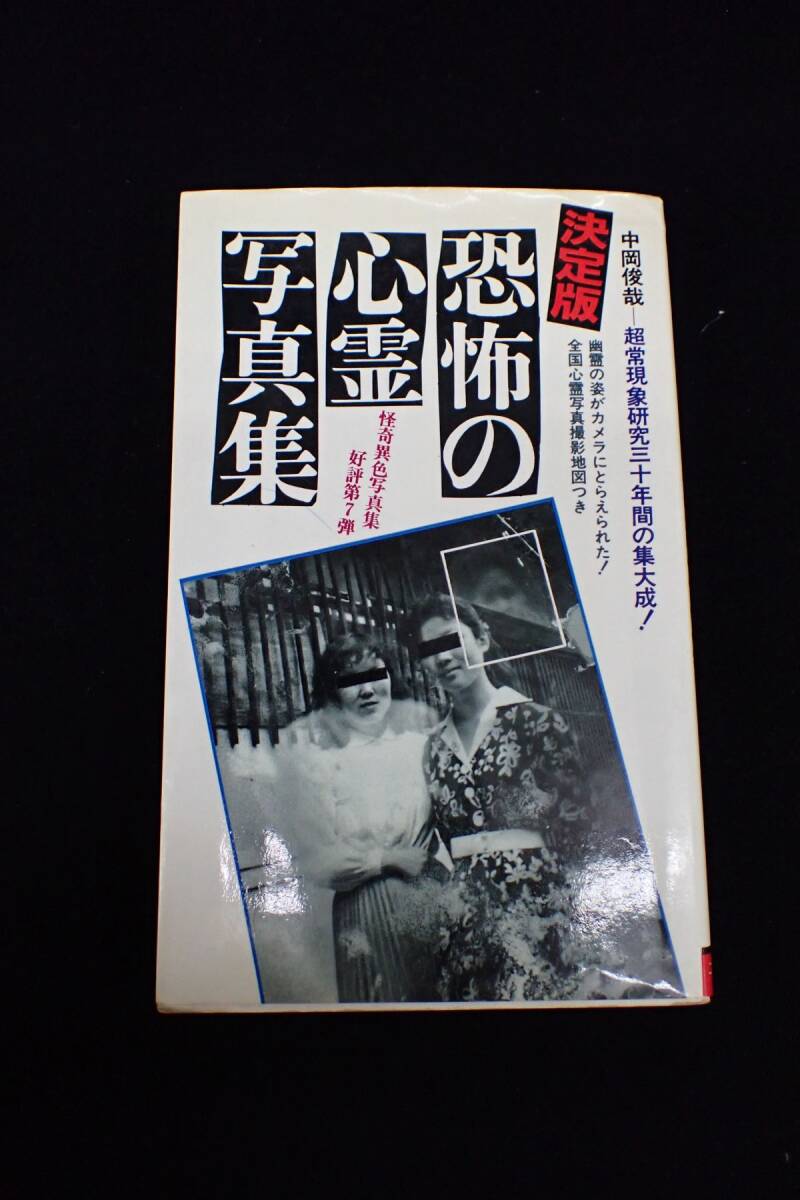 中岡俊哉―超常現象研究三十年間の集大成!
幽霊の姿がカメラにとらえられた!
全国心霊写真撮影地図つき
決定版
恐怖の
心霊
写真集
怪奇異色写真集
好評第7弾